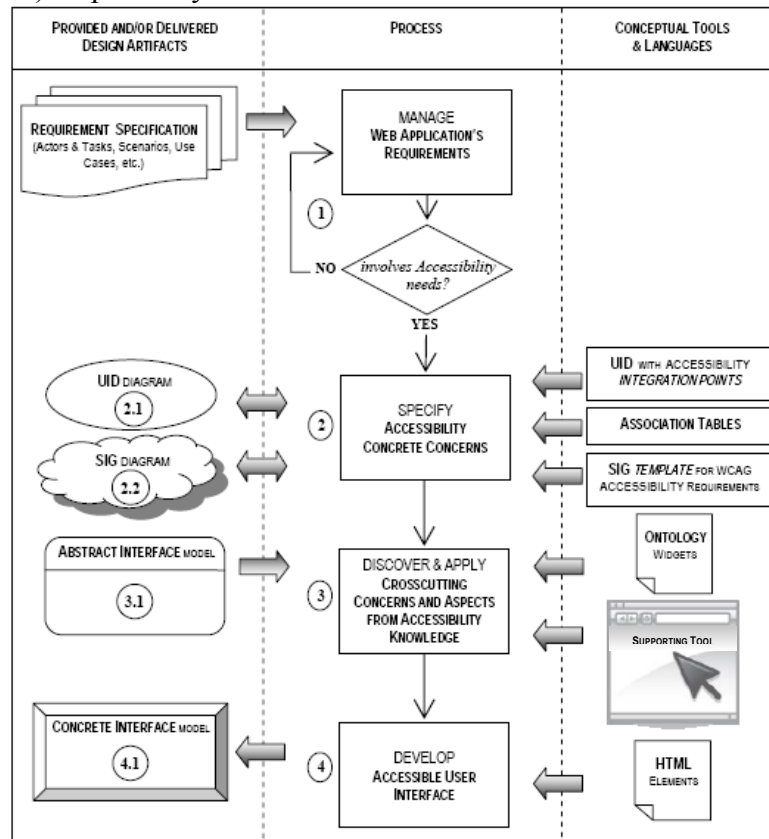 PROVIDED AND/OR DELIVERED
DESIGN ARTIFACTS
PROCESS
CONCEPTUAL TOOLS
& LANGUAGES
REQUIREMENT SPECIFICATION
(Actors & Tasks, Scenarios, Use
Cases, etc.)
MANAGE
WEB APPLICATION'S
REQUIREMENTS
1
NO
involves Accessibility
needs?
YES
UID DIAGRAM
2.1
SIG DIAGRAM
2.2
2
SPECIFY
ACCESSIBILITY
CONCRETE CONCERNS
UID WITH ACCESSIBILITY
INTEGRATION POINTS
ASSOCIATION TABLES
SIG TEMPLATE FOR WCAG
ACCESSIBILITY REQUIREMENTS
ABSTRACT INTERFACE MODEL
3.1
3
DISCOVER & APPLY
CROSSCUTTING
CONCERNS AND ASPECTS
FROM ACCESSIBILITY
KNOWLEDGE
ONTOLOGY
WIDGETS
SUPPORTING TOOL
CONCRETE INTERFACE MODEL
4.1
4
DEVELOP
ACCESSIBLE USER
INTERFACE
HTML
ELEMENTS